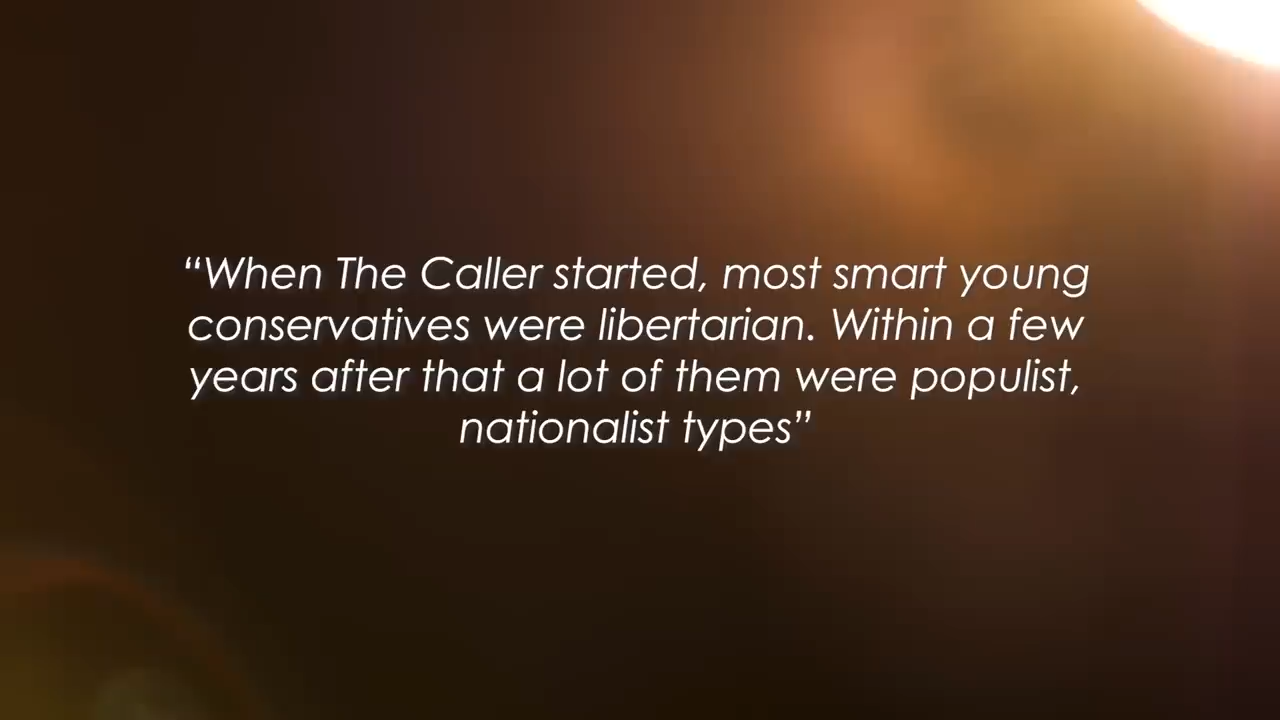 “When The Caller started, most smart young
conservatives were libertarian. Within a few
years after that a lot of them were populist,
nationalist types”